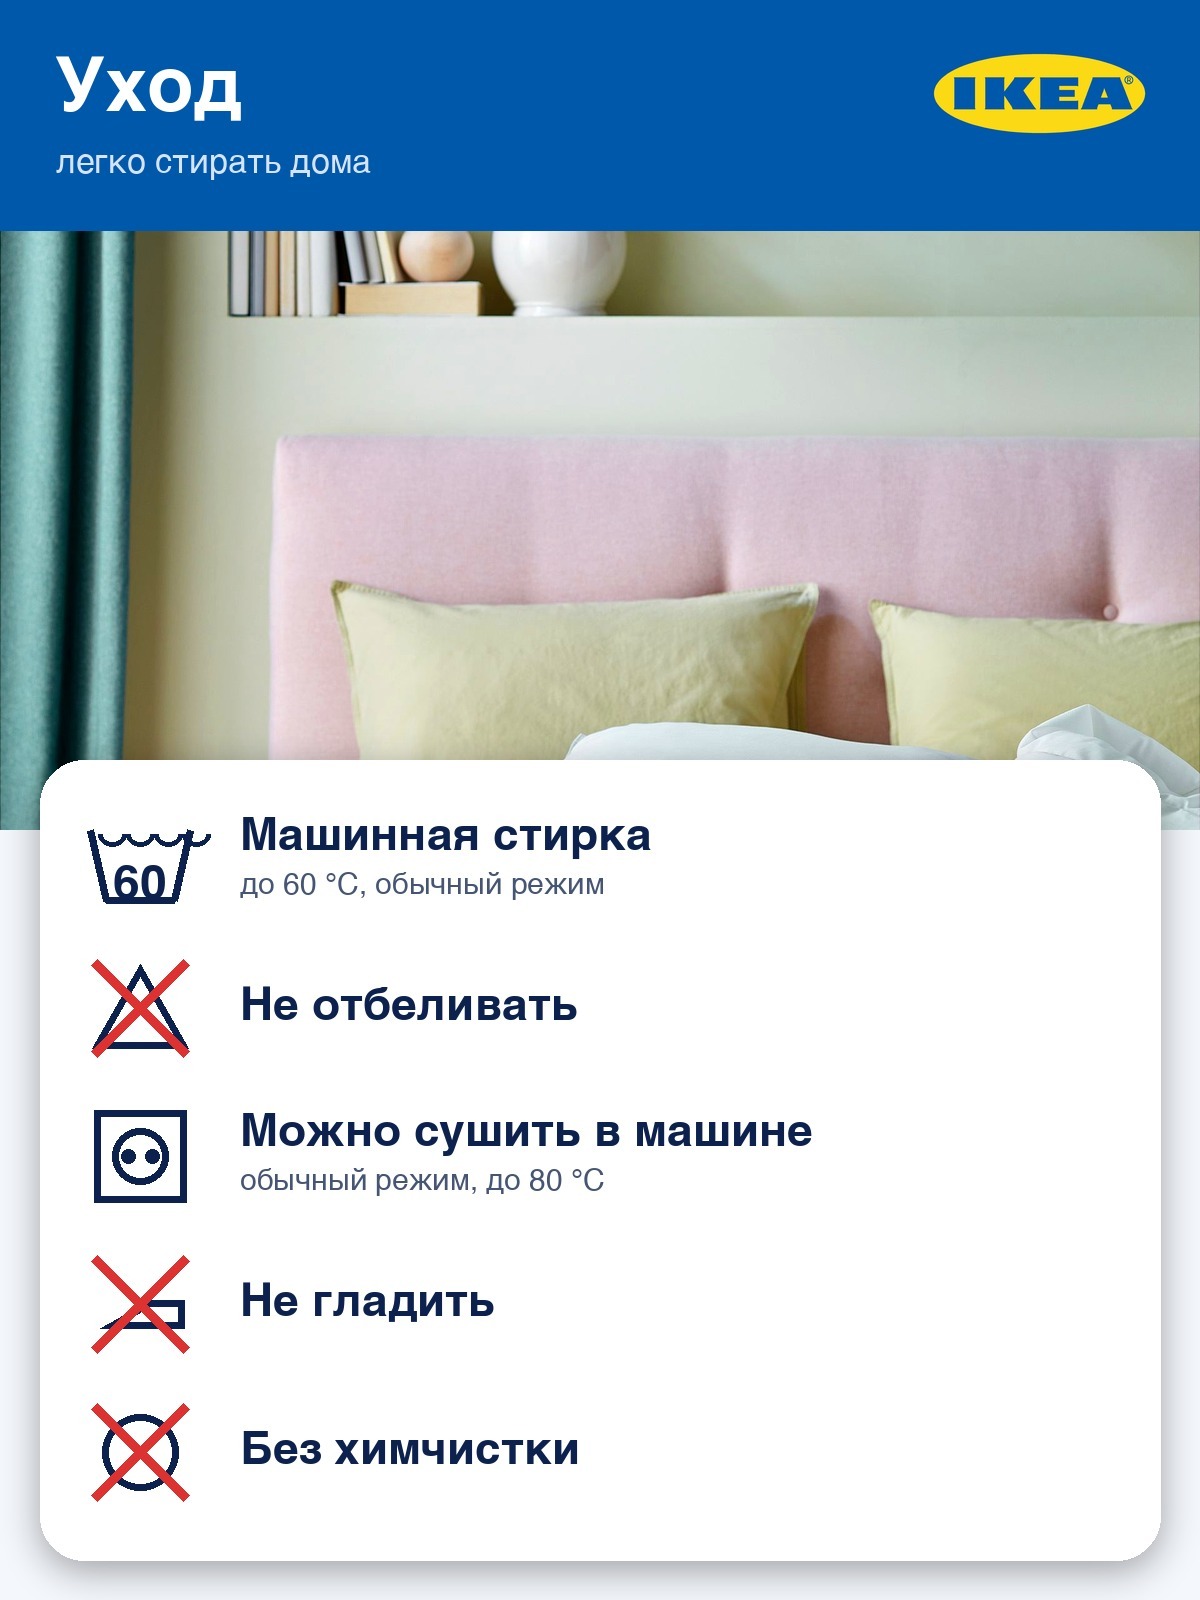 Уход
легко стирать дома
IKEA®
60
Машинная стирка
до 60 °C, обычный режим
Не отбеливать
Можно сушить в машине
обычный режим, до 80 °C
Не гладить
Без химчистки